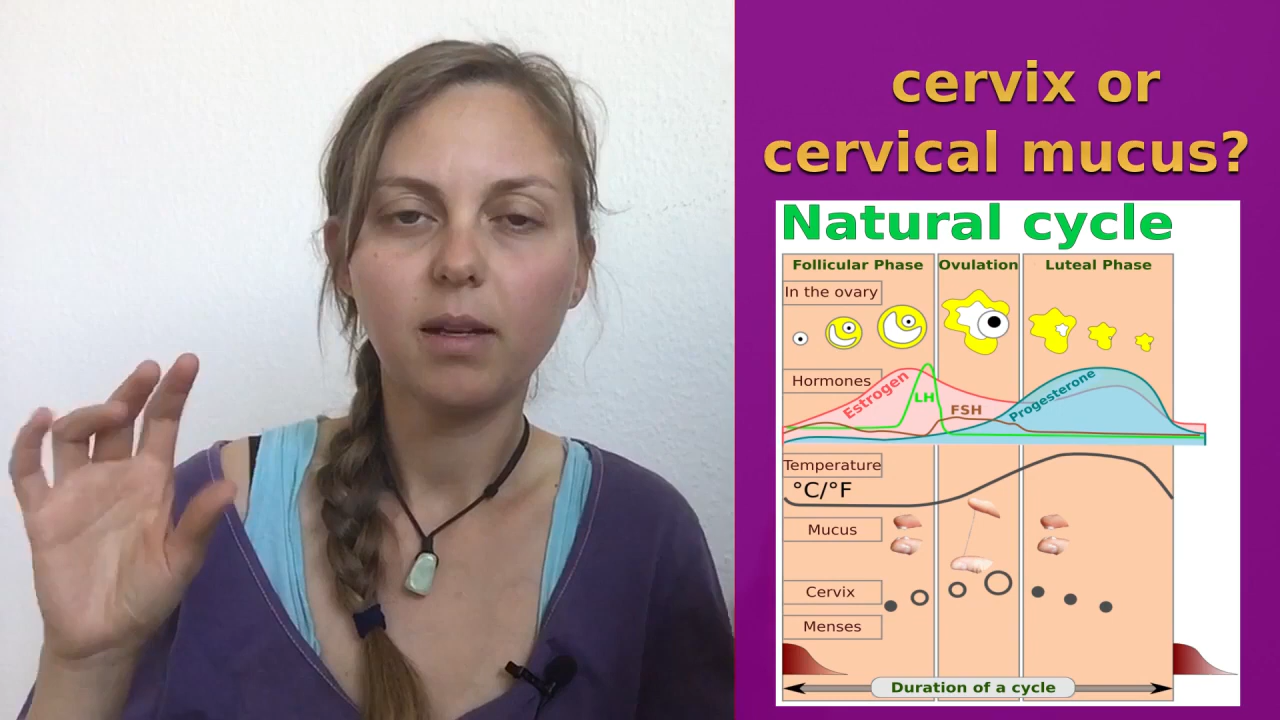 cervix or
cervical mucus?
Natural cycle
Follicular Phase
Ovulation
Luteal Phase
In the ovary
Hormones
Estrogen
LH
FSH
Progesterone
Temperature
°C/°F
Mucus
Cervix
Menses
Duration of a cycle